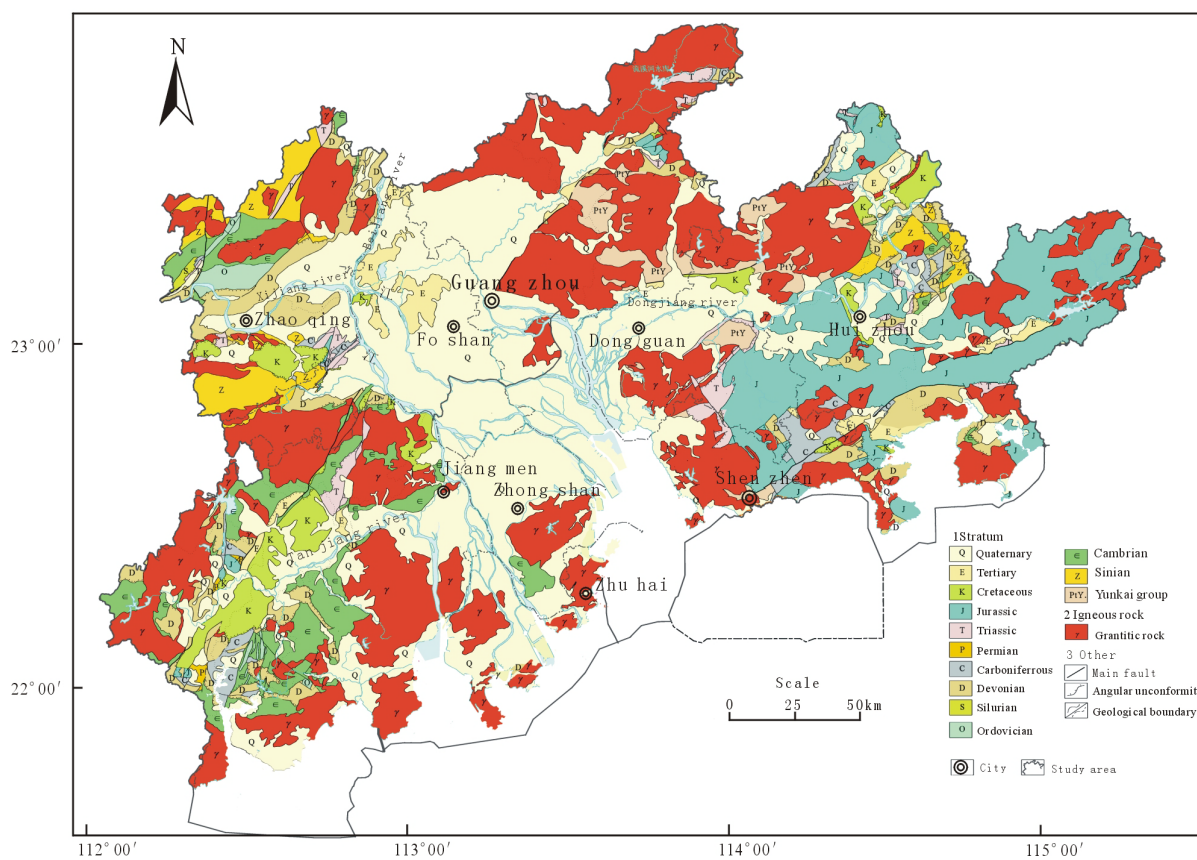 N
Beijiang river
Xijiang river
Guang zhou
Dongjiang river
Zhao qing
Fo shan
Dong guan
Hui zhou
23°00′
Jiang men
Zhong shan
Shen zhen
Tanjiang river
Zhu hai
22°00′
Scale
0 25 50km
1Stratum
Q Quaternary
E Tertiary
K Cretaceous
J Jurassic
T Triassic
P Permian
C Carboniferrous
D Devonian
S Silurian
O Ordovician
∈ Cambrian
Z Sinian
PtY Yunkai group
2 Igneous rock
γ Grantitic rock
3 Other
Main fault
Angular unconformit
Geological boundary
City
Study area
112°00′ 113°00′ 114°00′ 115°00′